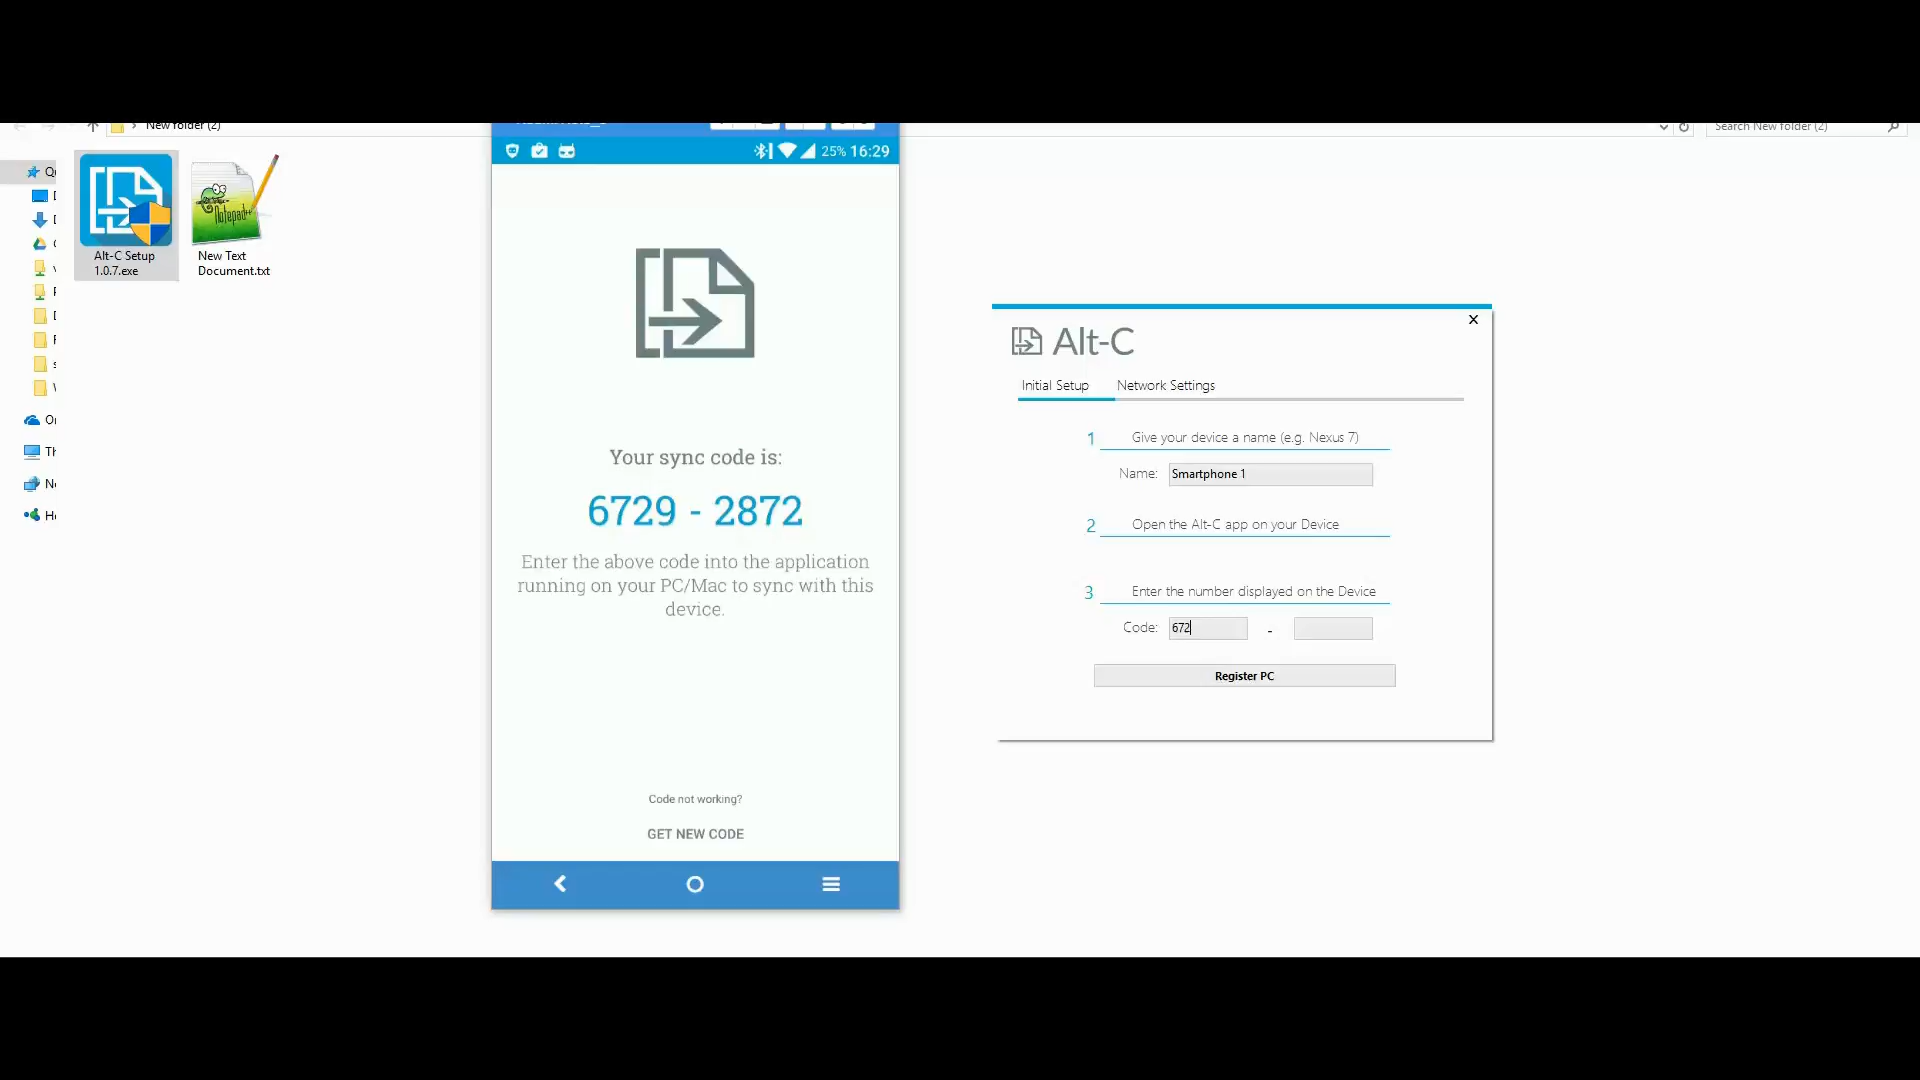 New folder (2)
Search New folder (2)
Alt-C Setup
1.0.7.exe
New Text
Document.txt
25% 16:29
Your sync code is:
6729 - 2872
Enter the above code into the application
running on your PC/Mac to sync with this
device.
Code not working?
GET NEW CODE
Alt-C
Initial Setup Network Settings
1 Give your device a name (e.g. Nexus 7)
Name: Smartphone 1
2 Open the Alt-C app on your Device
3 Enter the number displayed on the Device
Code: 672 -
Register PC